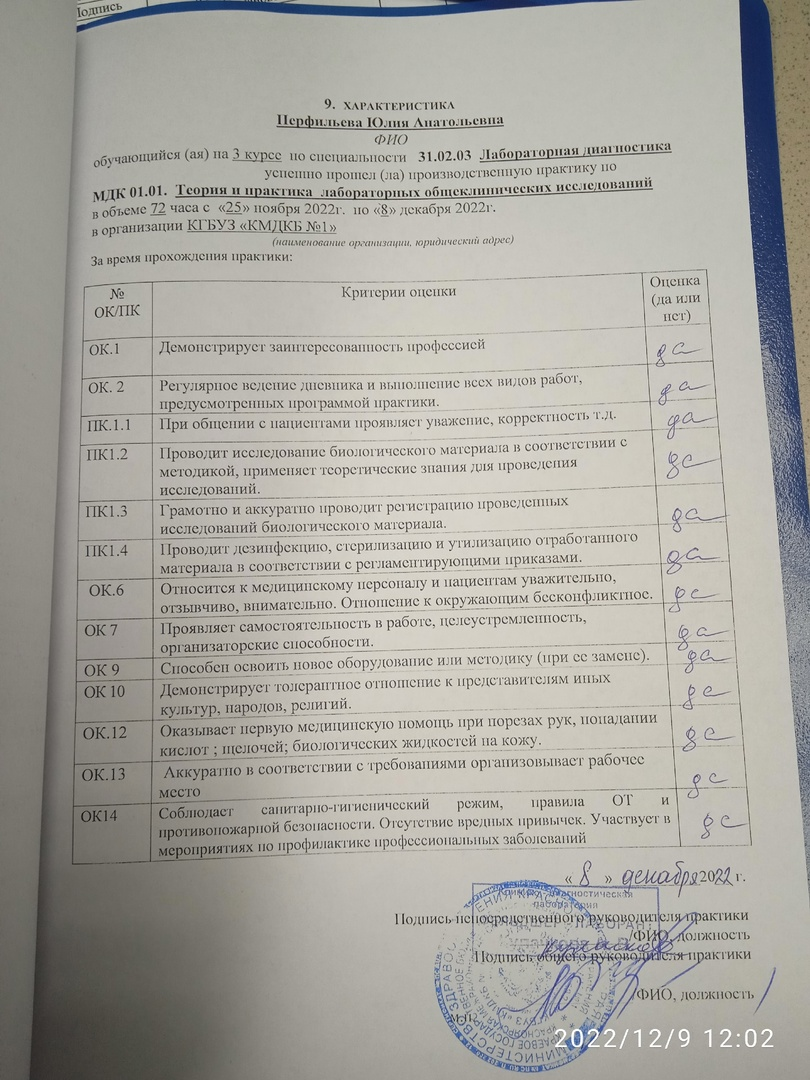 Подпись
9. ХАРАКТЕРИСТИКА
Перфильева Юлия Анатольевна
ФИО
обучающийся (ая) на 3 курсе по специальности 31.02.03 Лабораторная диагностика
успешно прошел (ла) производственную практику по
МДК 01.01. Теория и практика лабораторных общеклинических исследований
в объеме 72 часа с «25» ноября 2022г. по «8» декабря 2022г.
в организации КГБУЗ «КМДКБ №1»
(наименование организации, юридический адрес)
За время прохождения практики:
№ ОК/ПК Критерии оценки Оценка (да или нет)
ОК.1 Демонстрирует заинтересованность профессией да
ОК. 2 Регулярное ведение дневника и выполнение всех видов работ,
предусмотренных программой практики. да
ПК.1.1 При общении с пациентами проявляет уважение, корректность т.д. да
ПК1.2 Проводит исследование биологического материала в соответствии с
методикой, применяет теоретические знания для проведения
исследований. да
ПК1.3 Грамотно и аккуратно проводит регистрацию проведенных
исследований биологического материала. да
ПК1.4 Проводит дезинфекцию, стерилизацию и утилизацию отработанного
материала в соответствии с регламентирующими приказами. да
ОК.6 Относится к медицинскому персоналу и пациентам уважительно,
отзывчиво, внимательно. Отношение к окружающим бесконфликтное. да
ОК 7 Проявляет самостоятельность в работе, целеустремленность,
организаторские способности. да
ОК 9 Способен освоить новое оборудование или методику (при ее замене). да
ОК 10 Демонстрирует толерантное отношение к представителям иных
культур, народов, религий. да
ОК.12 Оказывает первую медицинскую помощь при порезах рук, попадании
кислот ; щелочей; биологических жидкостей на кожу. да
ОК.13 Аккуратно в соответствии с требованиями организовывает рабочее
место да
ОК14 Соблюдает санитарно-гигиенический режим, правила ОТ и
противопожарной безопасности. Отсутствие вредных привычек. Участвует в
мероприятиях по профилактике профессиональных заболеваний да
« 8 » декабря 2022 г.
диагностическая
лаборатория
Подпись непосредственного руководителя практики
ЛАБОРАНТ
/ФИО, должность
Подпись общего руководителя практики
/ФИО, должность
М.П.
2022/12/9 12:02